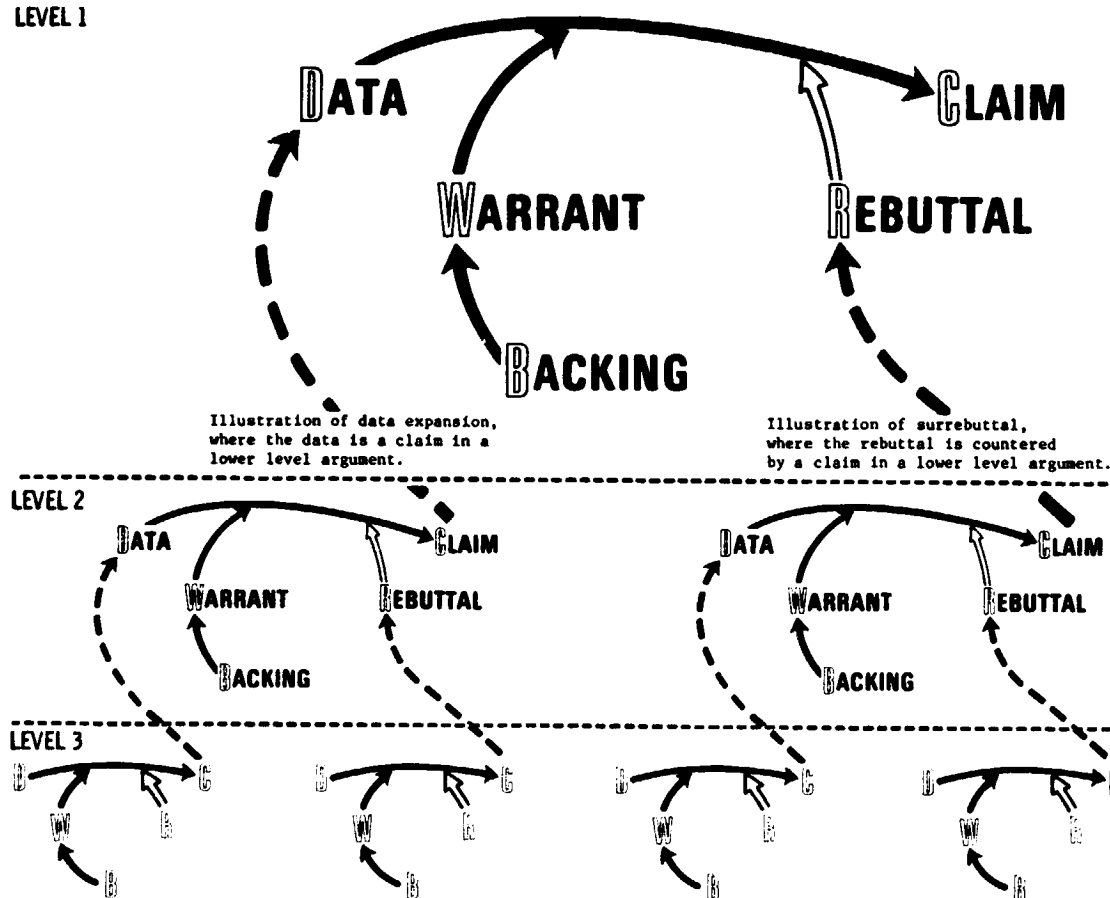 LEVEL 1
DATA
CLAIM
WARRANT
REBUTTAL
BACKING
Illustration of data expansion,
where the data is a claim in a
lower level argument.
Illustration of surrebuttal,
where the rebuttal is countered
by a claim in a lower level argument.
LEVEL 2
DATA
CLAIM
WARRANT
REBUTTAL
BACKING
DATA
CLAIM
WARRANT
REBUTTAL
BACKING
LEVEL 3
D
C
W
R
B
D
C
W
R
B
D
C
W
R
B
D
W
R
B